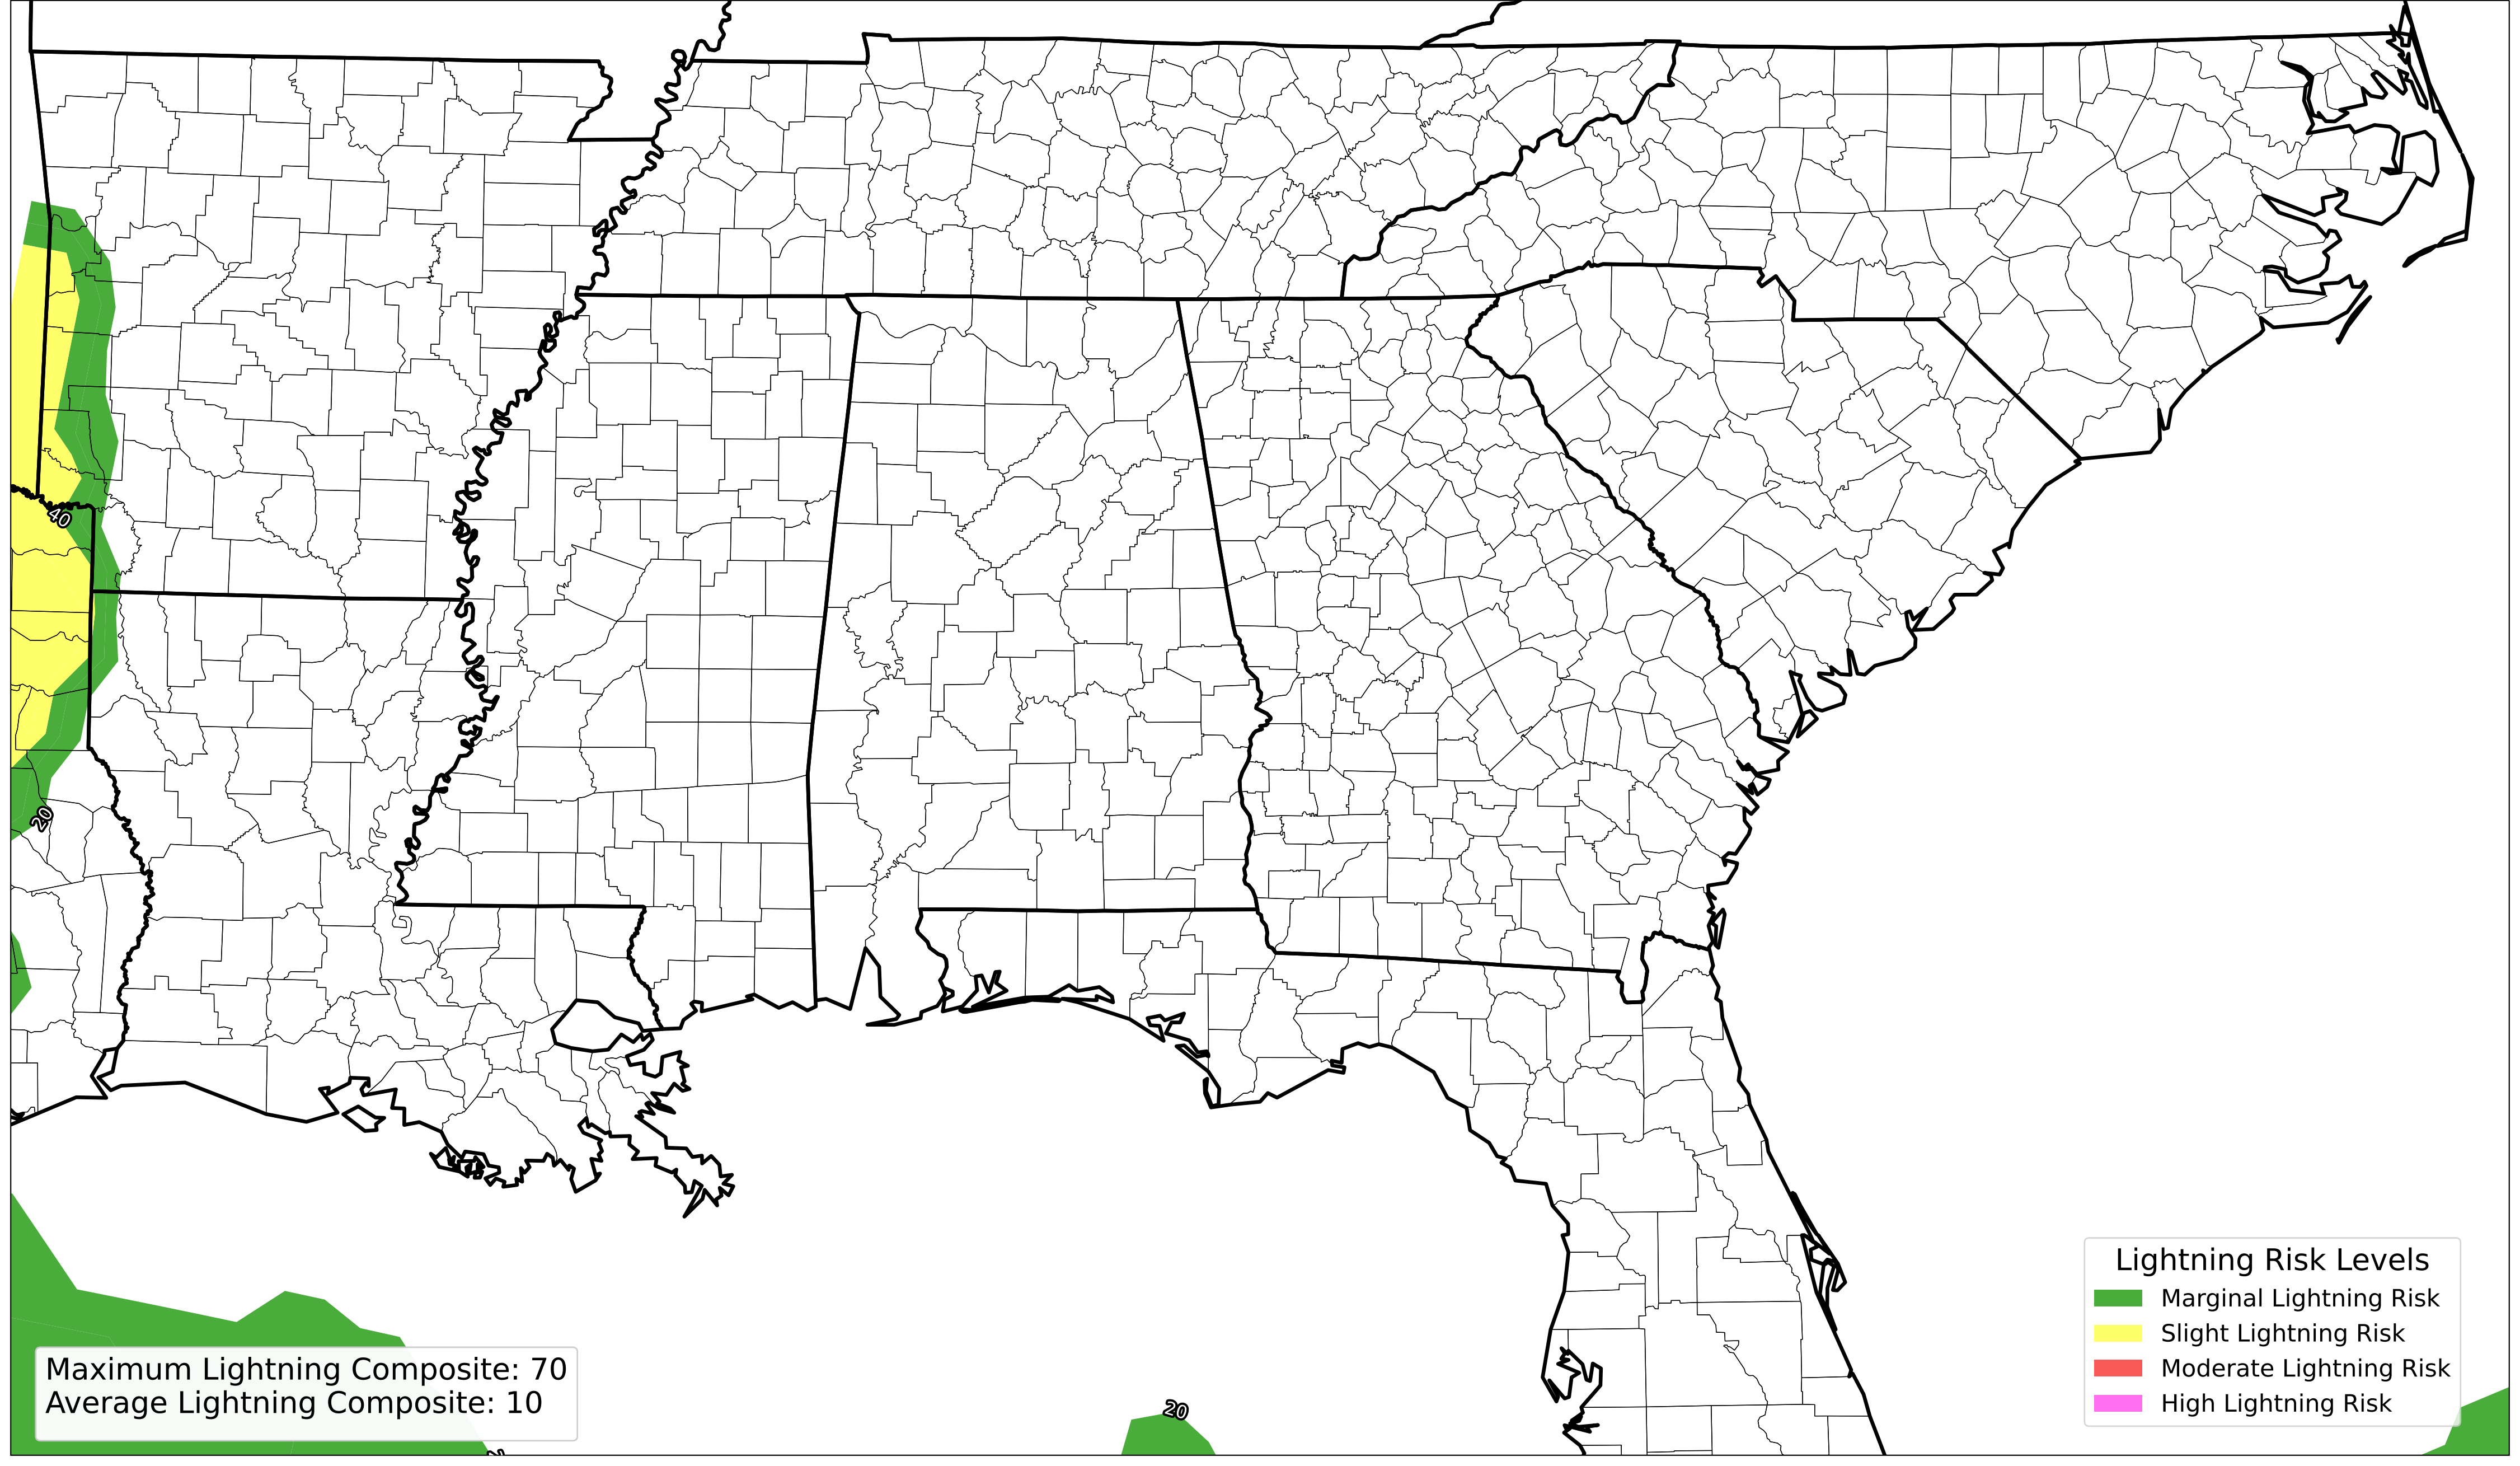 40
20
20
Lightning Risk Levels
Marginal Lightning Risk
Slight Lightning Risk
Moderate Lightning Risk
High Lightning Risk
Maximum Lightning Composite: 70
Average Lightning Composite: 10